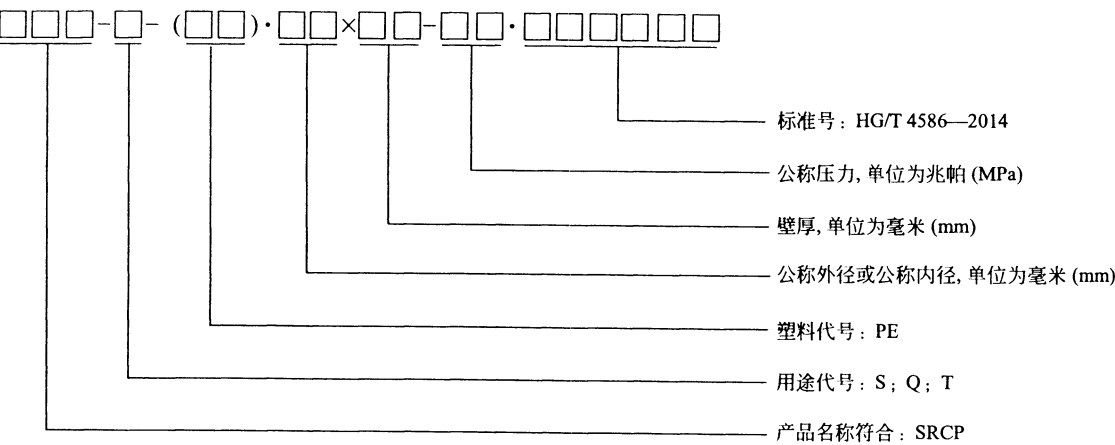 □□□-□-(□□)·□□×□□-□□·□□□□□□
标准号：HG/T 4586—2014
公称压力, 单位为兆帕 (MPa)
壁厚, 单位为毫米 (mm)
公称外径或公称内径, 单位为毫米 (mm)
塑料代号：PE
用途代号：S；Q；T
产品名称符合：SRCP